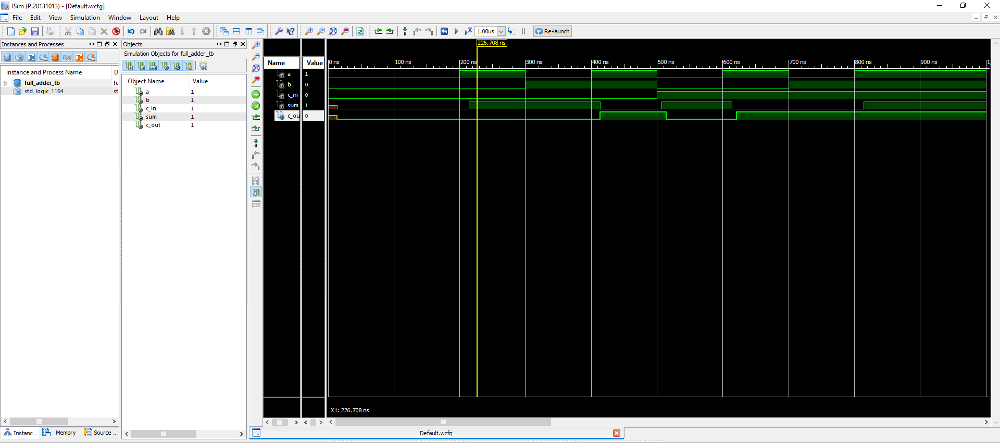 ISim (P.20131013) - [Default.wcfg]
File Edit View Simulation Window Layout Help
1.00us Re-launch
Instances and Processes
Instance and Process Name D
full_adder_tb fu
std_logic_1164 st
Instanc... Memory Source ...
Objects
Simulation Objects for full_adder_tb
Object Name Value
a 1
b 1
c_in 1
sum 1
c_out 1
226.708 ns
Name Value
0 ns 100 ns 200 ns 300 ns 400 ns 500 ns 600 ns 700 ns 800 ns 900 ns 1
a 1
b 0
c_in 0
sum 1
c_ou 0
X1: 226.708 ns
Default.wcfg